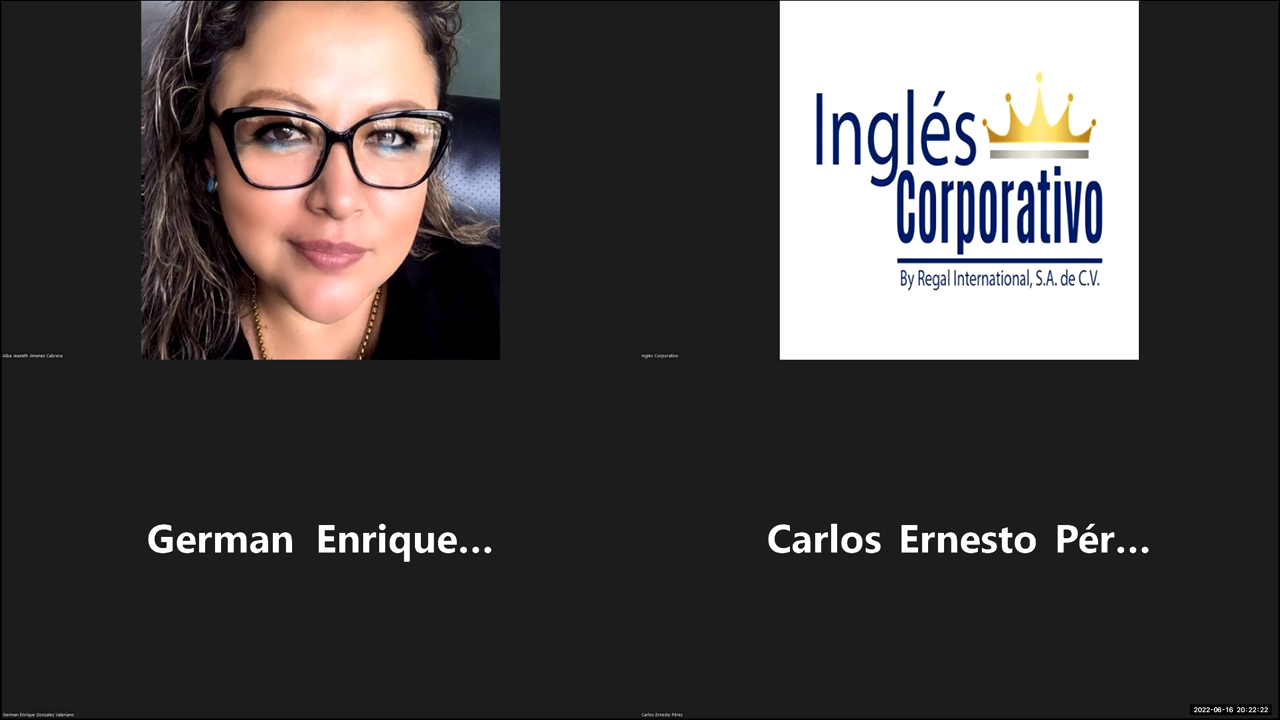 Inglés
Corporativo
By Regal International, S.A. de C.V.
Alba Jeaneth Jimenez Cabrera
Ingles Corporativo
German Enrique...
Carlos Ernesto Pér...
German Enrique Gonzalez Valeriano
Carlos Ernesto Pérez
2022-06-16 20:22:22